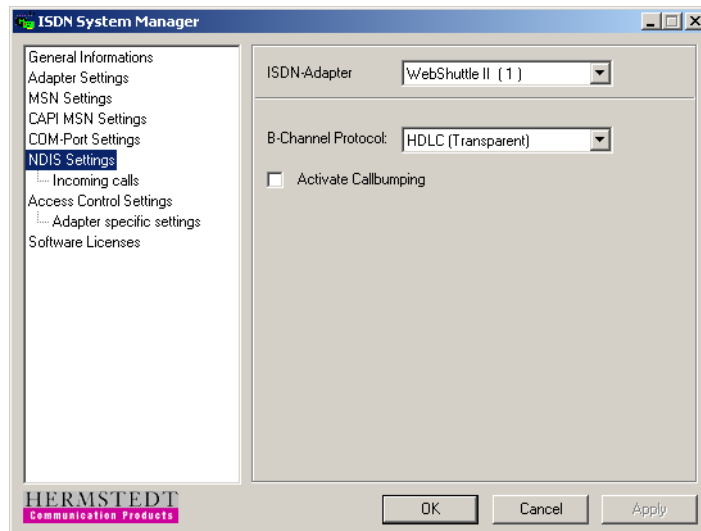 ISDN System Manager
General Informations
Adapter Settings
MSN Settings
CAPI MSN Settings
COM-Port Settings
NDIS Settings
Incoming calls
Access Control Settings
Adapter specific settings
Software Licenses
ISDN-Adapter
WebShuttle II ( 1 )
B-Channel Protocol:
HDLC (Transparent)
Activate Callbumping
HERMSTEDT
Communication Products
OK
Cancel
Apply